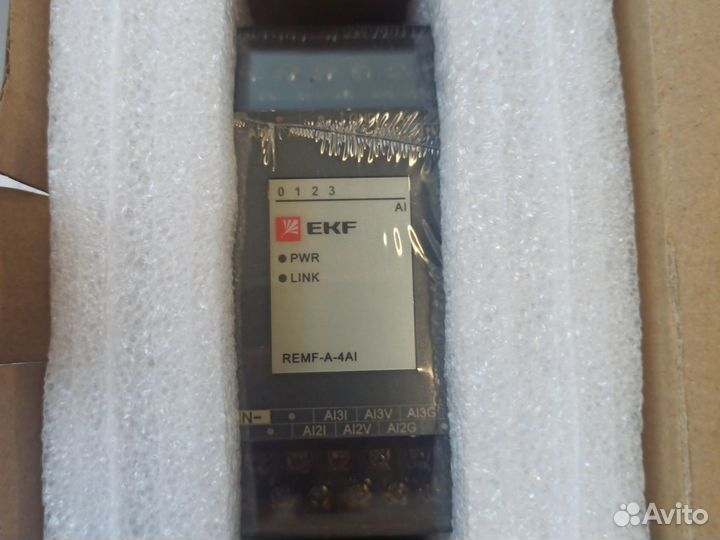 0 1 2 3
AI
EKF
PWR
LINK
REMF-A-4AI
N- AI3I AI3V AI3G
AI2I AI2V AI2G
Avito